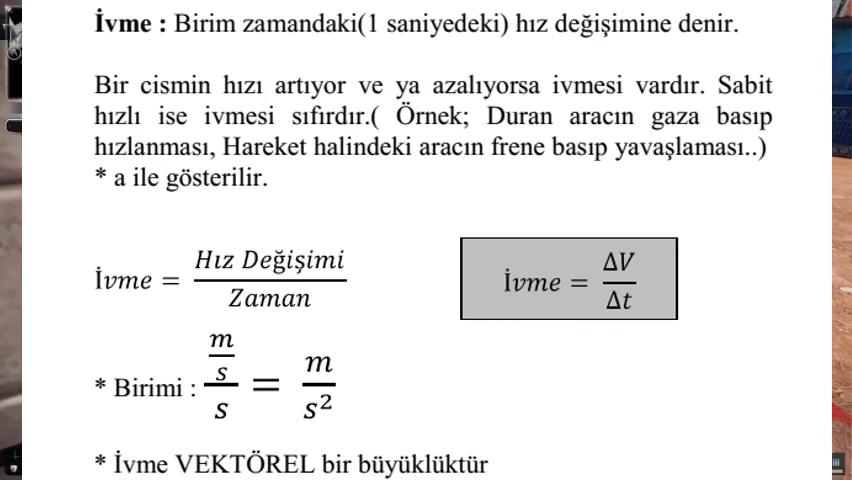 İvme : Birim zamandaki(1 saniyedeki) hız değişimine denir.
Bir cismin hızı artıyor ve ya azalıyorsa ivmesi vardır. Sabit
hızlı ise ivmesi sıfırdır.( Örnek; Duran aracın gaza basıp
hızlanması, Hareket halindeki aracın frene basıp yavaşlaması..)
* a ile gösterilir.
İvme = Hız Değişimi / Zaman
İvme = ΔV / Δt
* Birimi : m/s / s = m/s²
* İvme VEKTÖREL bir büyüklüktür